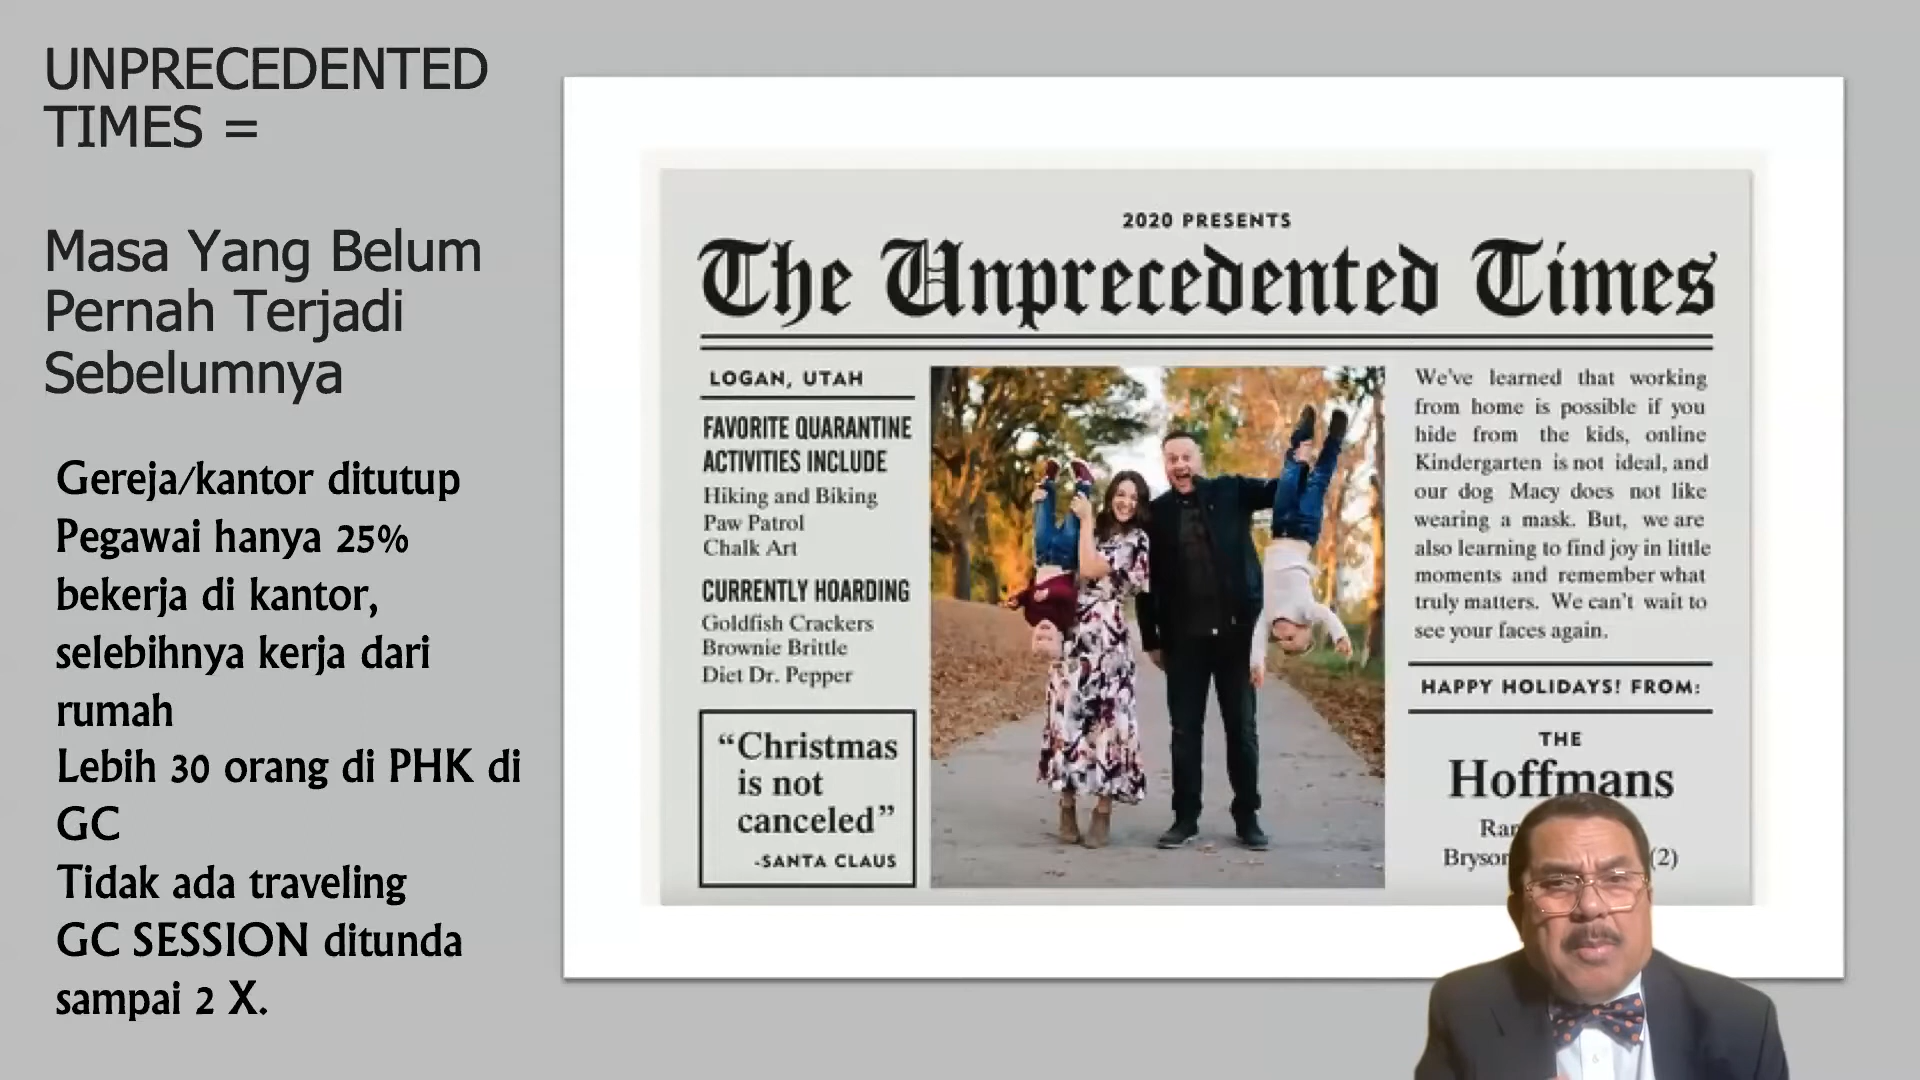 UNPRECEDENTED
TIMES =
Masa Yang Belum
Pernah Terjadi
Sebelumnya
Gereja/kantor ditutup
Pegawai hanya 25%
bekerja di kantor,
selebihnya kerja dari
rumah
Lebih 30 orang di PHK di
GC
Tidak ada traveling
GC SESSION ditunda
sampai 2 X.
2020 PRESENTS
The Unprecedented Times
LOGAN, UTAH
FAVORITE QUARANTINE
ACTIVITIES INCLUDE
Hiking and Biking
Paw Patrol
Chalk Art
CURRENTLY HOARDING
Goldfish Crackers
Brownie Brittle
Diet Dr. Pepper
“Christmas
is not
canceled”
-SANTA CLAUS
We've learned that working
from home is possible if you
hide from the kids, online
Kindergarten is not ideal, and
our dog Macy does not like
wearing a mask. But, we are
also learning to find joy in little
moments and remember what
truly matters. We can't wait to
see your faces again.
HAPPY HOLIDAYS! FROM:
THE
Hoffmans
(2)